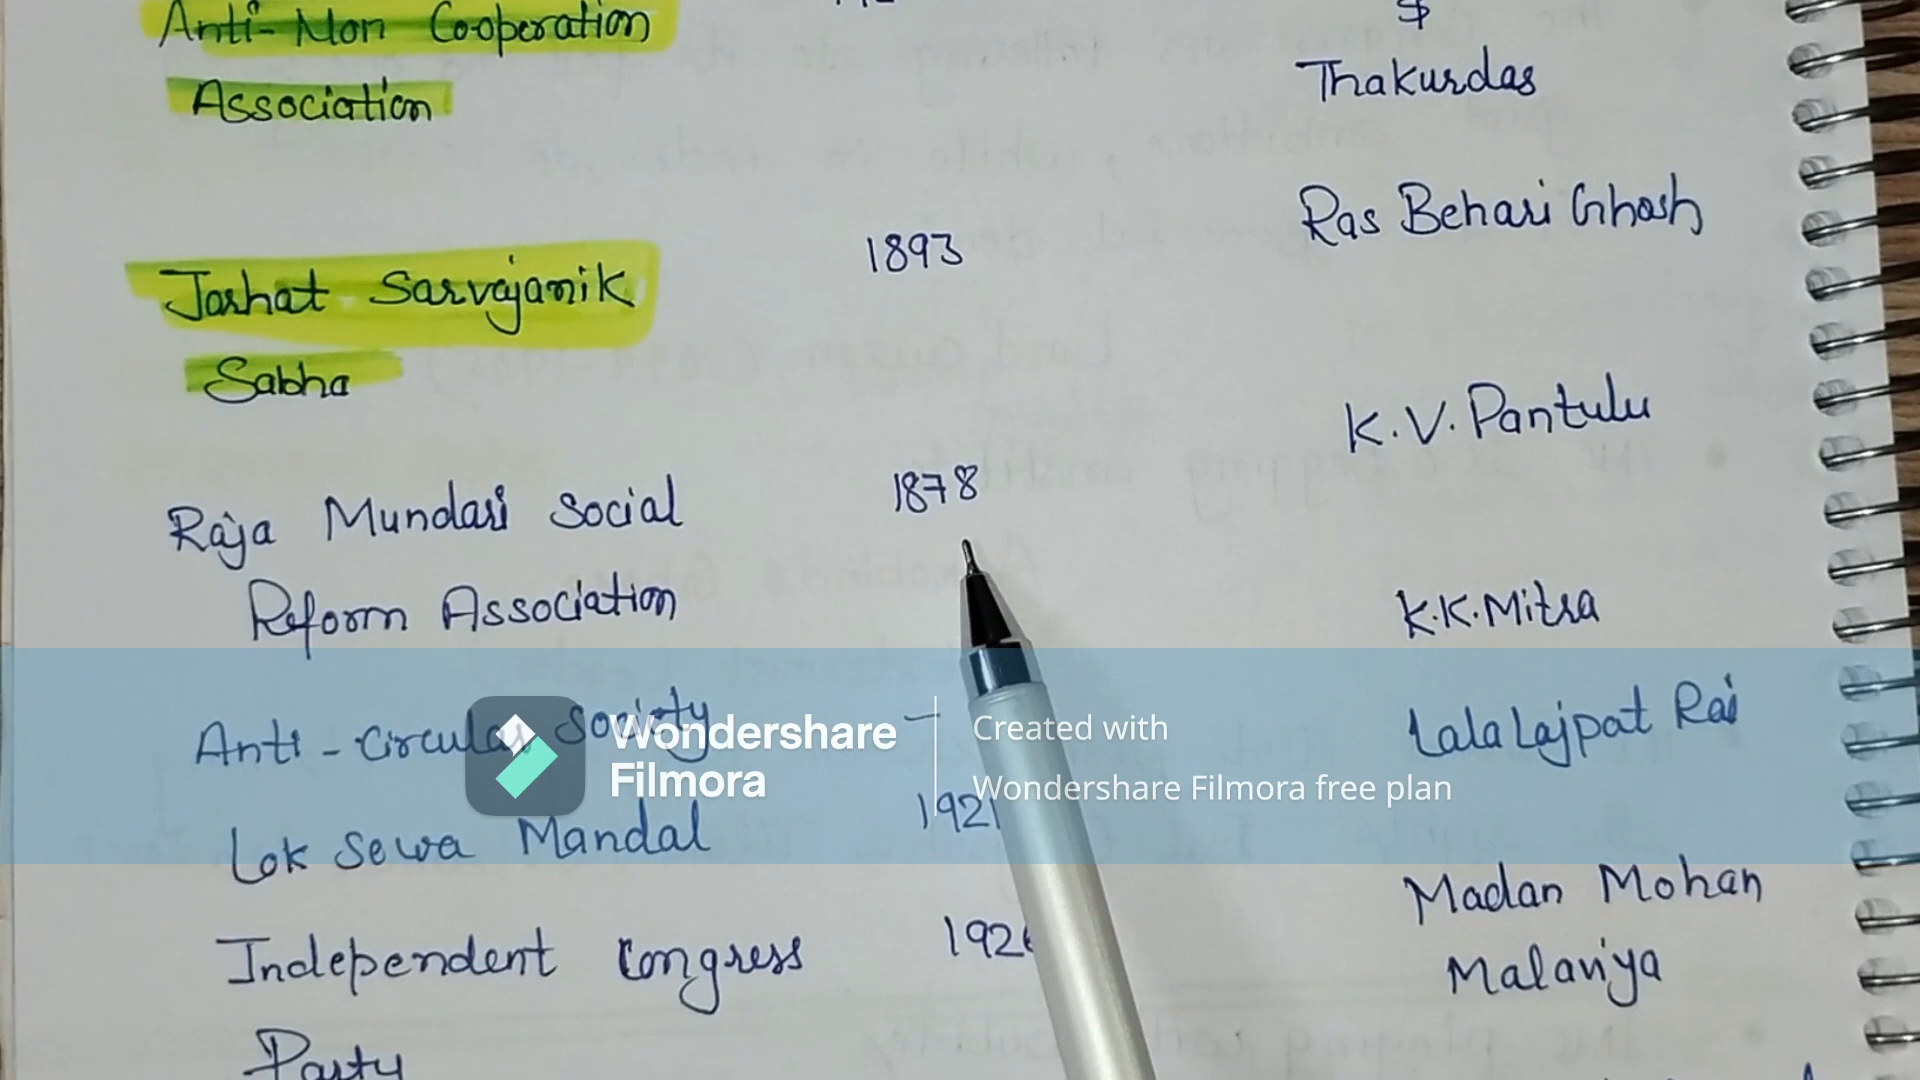 Anti-Non Cooperation
Association
$
Thakurdas
Jorhat Sarvajanik
Sabha
1893
Ras Behari Ghosh
Raja Mundari Social
Reform Association
1878
K.V. Pantulu
Anti-Circular Society
—
K.K. Mitra
Lok Sewa Mandal
1921
Lala Lajpat Rai
Independent Congress
Party
1926
Madan Mohan
Malaviya
Wondershare
Filmora
Created with
Wondershare Filmora free plan